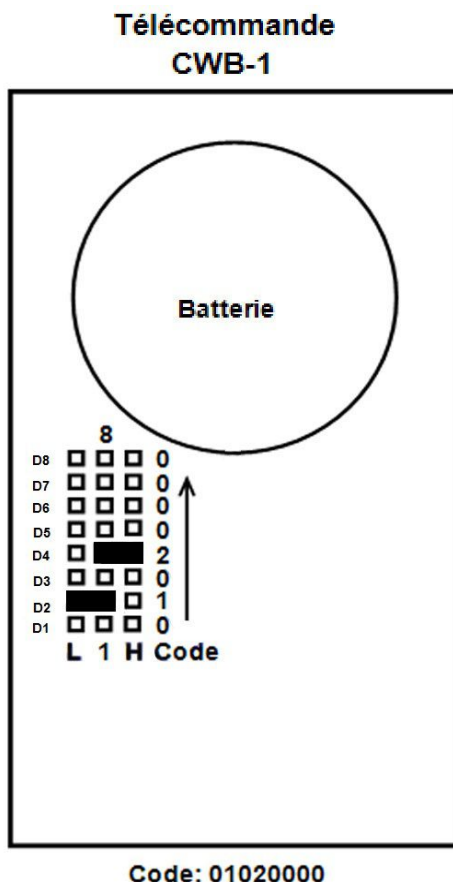 Télécommande
CWB-1
Batterie
8
D8 0
D7 0
D6 0
D5 0
D4 2
D3 0
D2 1
D1 0
L 1 H Code
Code: 01020000